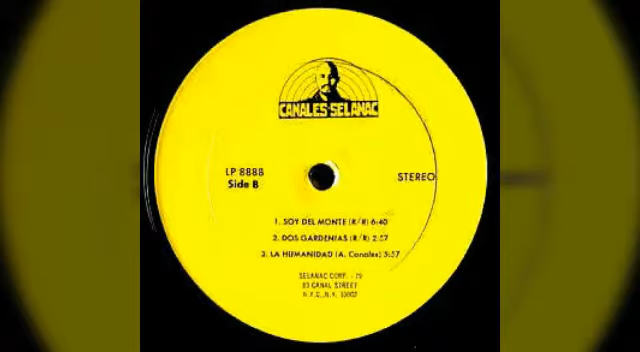 CANALES-SELANAC
LP 8888
Side B
STEREO
1. SOY DEL MONTE (R/R) 6:40
2. DOS GARDENIAS (R/R) 2:57
3. LA HUMANIDAD (A. Canales) 3:57
SELANAC CORP. - 79
83 CANAL STREET
N.Y.C., N.Y. 10002